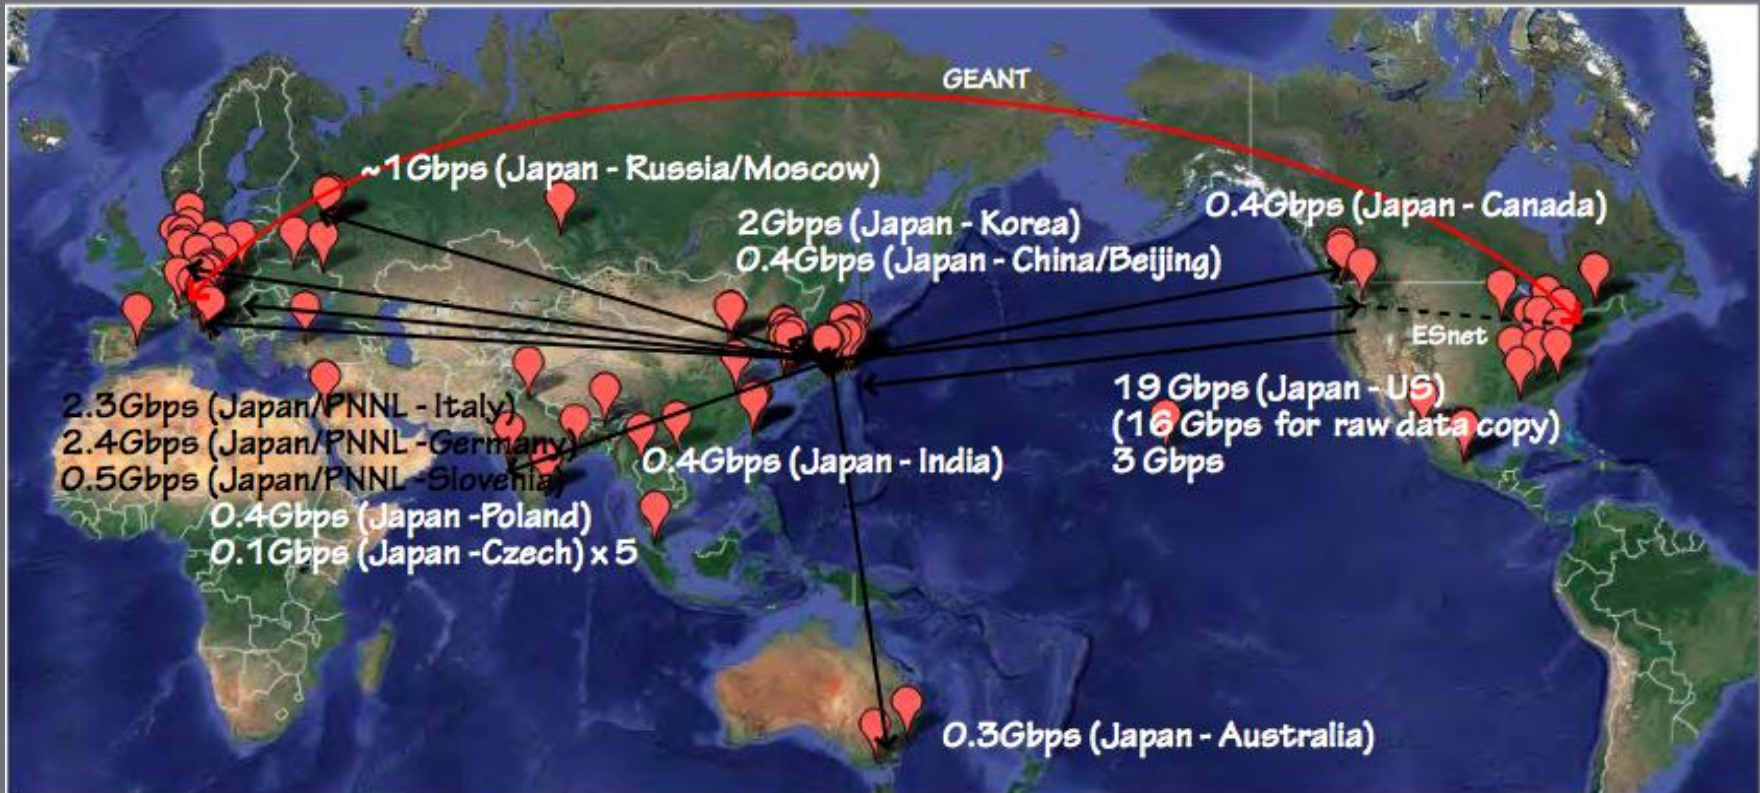 GEANT
~1Gbps (Japan - Russia/Moscow)
2Gbps (Japan - Korea)
0.4Gbps (Japan - China/Beijing)
0.4Gbps (Japan - Canada)
ESnet
19 Gbps (Japan - US)
(16 Gbps for raw data copy)
3 Gbps
2.3Gbps (Japan/PNNL - Italy)
2.4Gbps (Japan/PNNL -Germany)
0.5Gbps (Japan/PNNL -Slovenia)
0.4Gbps (Japan - India)
0.4Gbps (Japan -Poland)
0.1Gbps (Japan -Czech) x 5
0.3Gbps (Japan - Australia)